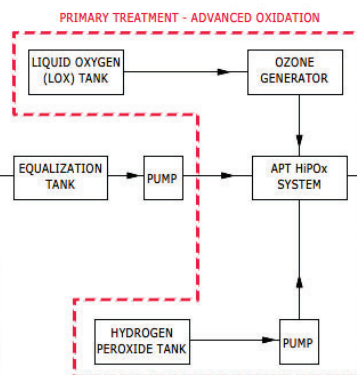 PRIMARY TREATMENT - ADVANCED OXIDATION
LIQUID OXYGEN
(LOX) TANK
OZONE
GENERATOR
EQUALIZATION
TANK
PUMP
APT HiPOx
SYSTEM
HYDROGEN
PEROXIDE TANK
PUMP